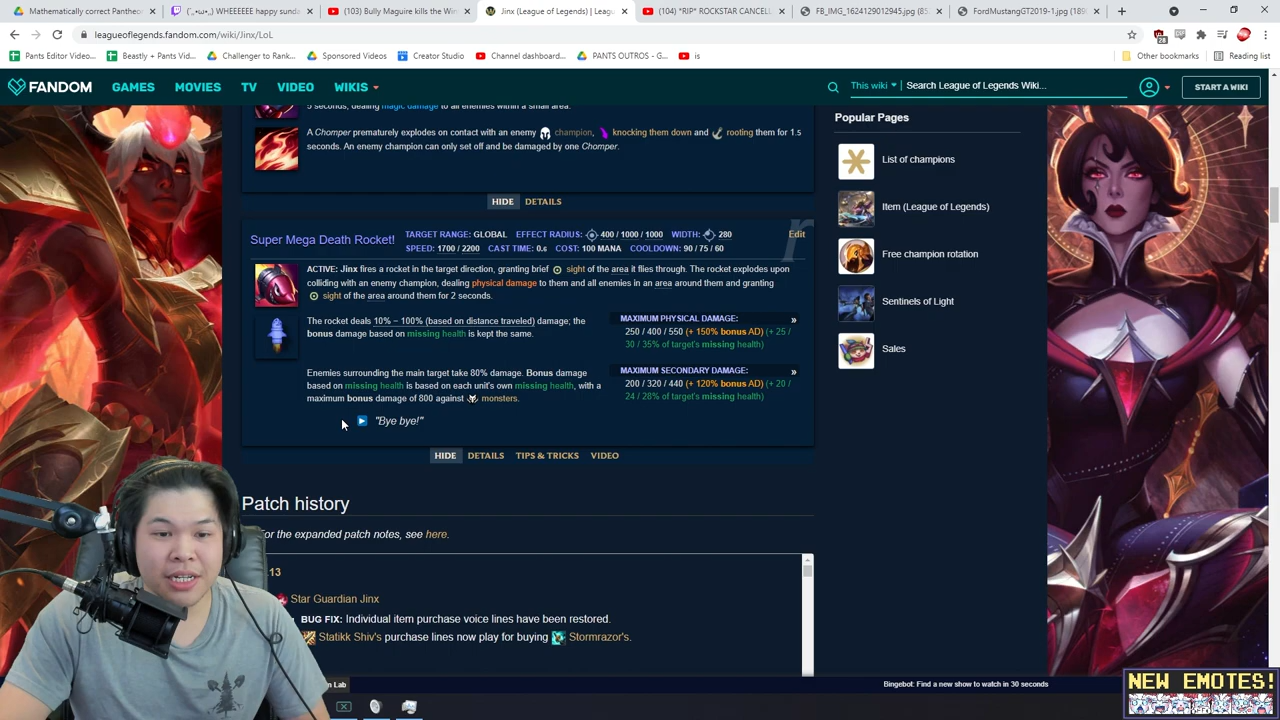 Mathematically correct Pantheo
(⁀,•ω•) WHEEEEEE happy sund
(103) Bully Maguire kills the Win
Jinx (League of Legends) | Leagu
(104) *RIP* ROCKSTAR CANCELL
FB_IMG_1624129012945.jpg (85
FordMustangGT2019-1.jpg (189
leagueoflegends.fandom.com/wiki/Jinx/LoL
28
Pants Editor Video...
Beastly + Pants Vid...
Challenger to Rank...
Sponsored Videos
Creator Studio
Channel dashboard...
PANTS OUTROS - G...
is
Other bookmarks
Reading list
FANDOM
GAMES
MOVIES
TV
VIDEO
WIKIS
This wiki
Search League of Legends Wiki...
START A WIKI
5 seconds, dealing magic damage to all enemies within a small area.
A Chomper prematurely explodes on contact with an enemy champion, knocking them down and rooting them for 1.5
seconds. An enemy champion can only set off and be damaged by one Chomper.
HIDE DETAILS
Super Mega Death Rocket!
TARGET RANGE: GLOBAL EFFECT RADIUS: 400 / 1000 / 1000 WIDTH: 280
SPEED: 1700 / 2200 CAST TIME: 0.6 COST: 100 MANA COOLDOWN: 90 / 75 / 60
Edit
r
ACTIVE: Jinx fires a rocket in the target direction, granting brief sight of the area it flies through. The rocket explodes upon
colliding with an enemy champion, dealing physical damage to them and all enemies in an area around them and granting
sight of the area around them for 2 seconds.
The rocket deals 10% − 100% (based on distance traveled) damage; the
bonus damage based on missing health is kept the same.
MAXIMUM PHYSICAL DAMAGE: »
250 / 400 / 550 (+ 150% bonus AD) (+ 25 /
30 / 35% of target's missing health)
Enemies surrounding the main target take 80% damage. Bonus damage
based on missing health is based on each unit's own missing health, with a
maximum bonus damage of 800 against monsters.
MAXIMUM SECONDARY DAMAGE: »
200 / 320 / 440 (+ 120% bonus AD) (+ 20 /
24 / 28% of target's missing health)
"Bye bye!"
HIDE DETAILS TIPS & TRICKS VIDEO
Patch history
or the expanded patch notes, see here.
.13
Star Guardian Jinx
BUG FIX: Individual item purchase voice lines have been restored.
Statikk Shiv's purchase lines now play for buying Stormrazor's.
Popular Pages
List of champions
Item (League of Legends)
Free champion rotation
Sentinels of Light
Sales
n Lab
Bingebot: Find a new show to watch in 30 seconds
NEW EMOTES!